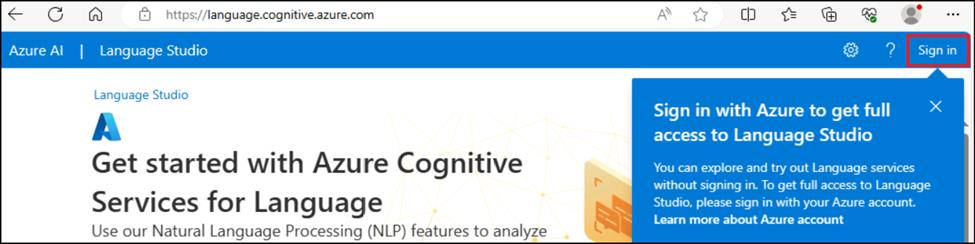 https://language.cognitive.azure.com
Azure AI | Language Studio
? Sign in
Language Studio
Get started with Azure Cognitive
Services for Language
Use our Natural Language Processing (NLP) features to analyze
Sign in with Azure to get full
access to Language Studio
You can explore and try out Language services
without signing in. To get full access to Language
Studio, please sign in with your Azure account.
Learn more about Azure account